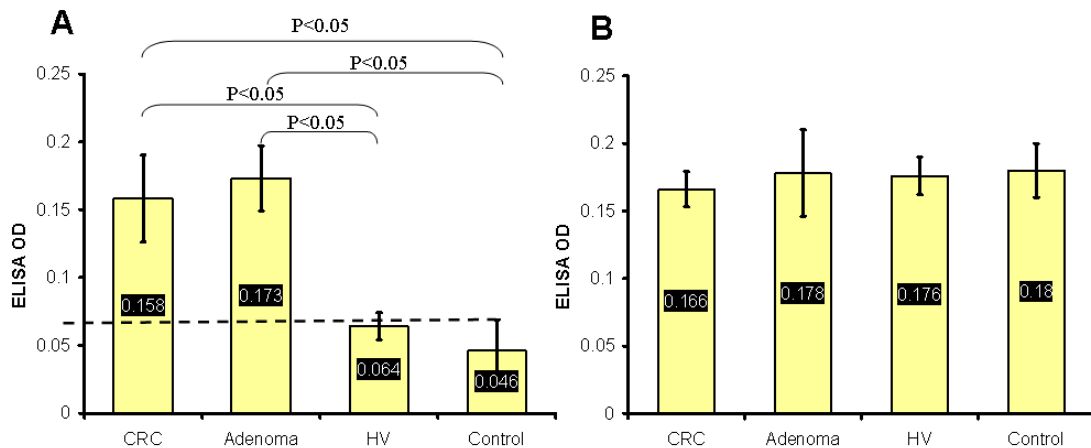 A
P<0.05
P<0.05
P<0.05
P<0.05
ELISA OD
0.25
0.2
0.15
0.1
0.05
0
0.158
0.173
0.064
0.046
CRC
Adenoma
HV
Control
B
ELISA OD
0.25
0.2
0.15
0.1
0.05
0
0.166
0.178
0.176
0.18
CRC
Adenoma
HV
Control